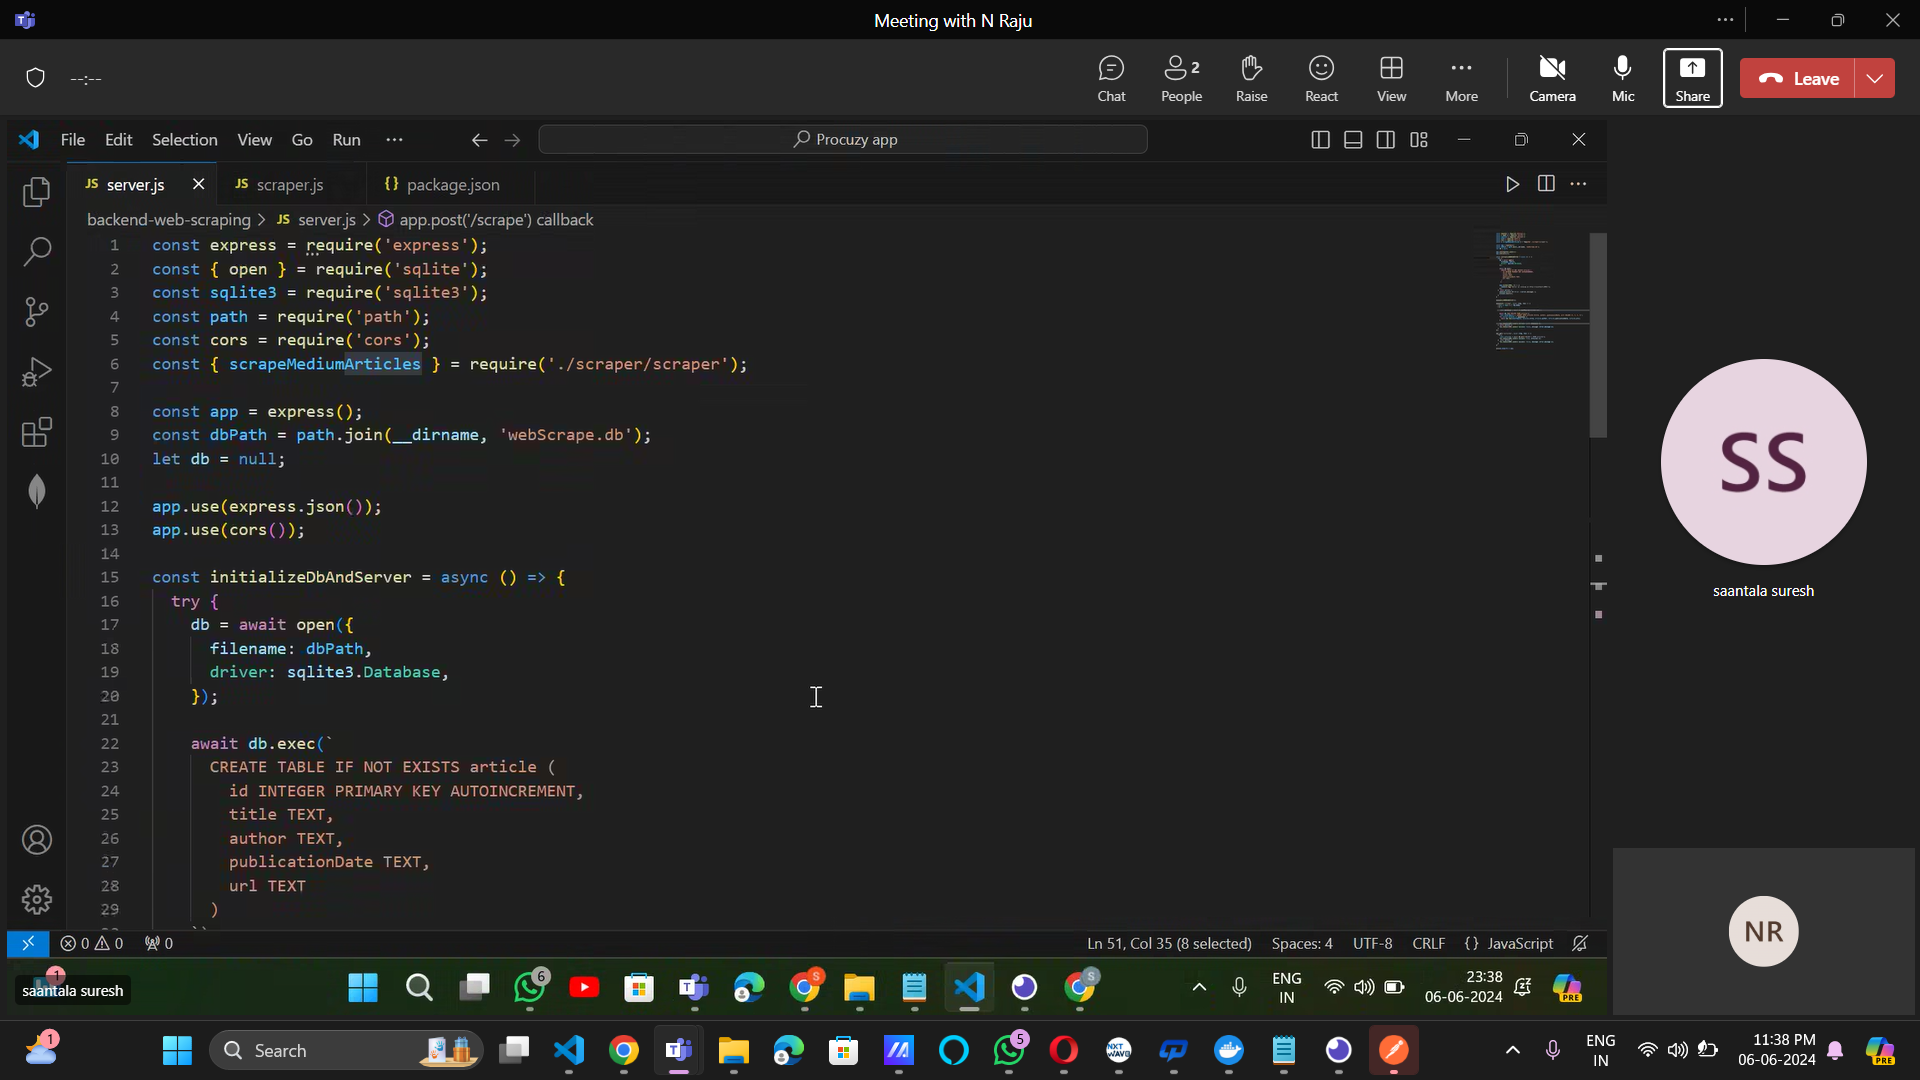 Meeting with N Raju
--:--
Chat
People
2
Raise
React
View
More
Camera
Mic
Share
Leave
File Edit Selection View Go Run ...
Procuzy app
JS server.js
JS scraper.js
{} package.json
backend-web-scraping > JS server.js > app.post('/scrape') callback
1 const express = require('express');
2 const { open } = require('sqlite');
3 const sqlite3 = require('sqlite3');
4 const path = require('path');
5 const cors = require('cors');
6 const { scrapeMediumArticles } = require('./scraper/scraper');
7
8 const app = express();
9 const dbPath = path.join(__dirname, 'webScrape.db');
10 let db = null;
11
12 app.use(express.json());
13 app.use(cors());
14
15 const initializeDbAndServer = async () => {
16 try {
17 db = await open({
18 filename: dbPath,
19 driver: sqlite3.Database,
20 });
21
22 await db.exec(`
23 CREATE TABLE IF NOT EXISTS article (
24 id INTEGER PRIMARY KEY AUTOINCREMENT,
25 title TEXT,
26 author TEXT,
27 publicationDate TEXT,
28 url TEXT
29 )
SS
saantala suresh
NR
0 0 0
Ln 51, Col 35 (8 selected) Spaces: 4 UTF-8 CRLF {} JavaScript
saantala suresh
1
6
S
S
ENG
IN
23:38
06-06-2024
PRE
1
Search
5
NXT
WAVE
ENG
IN
11:38 PM
06-06-2024
PRE